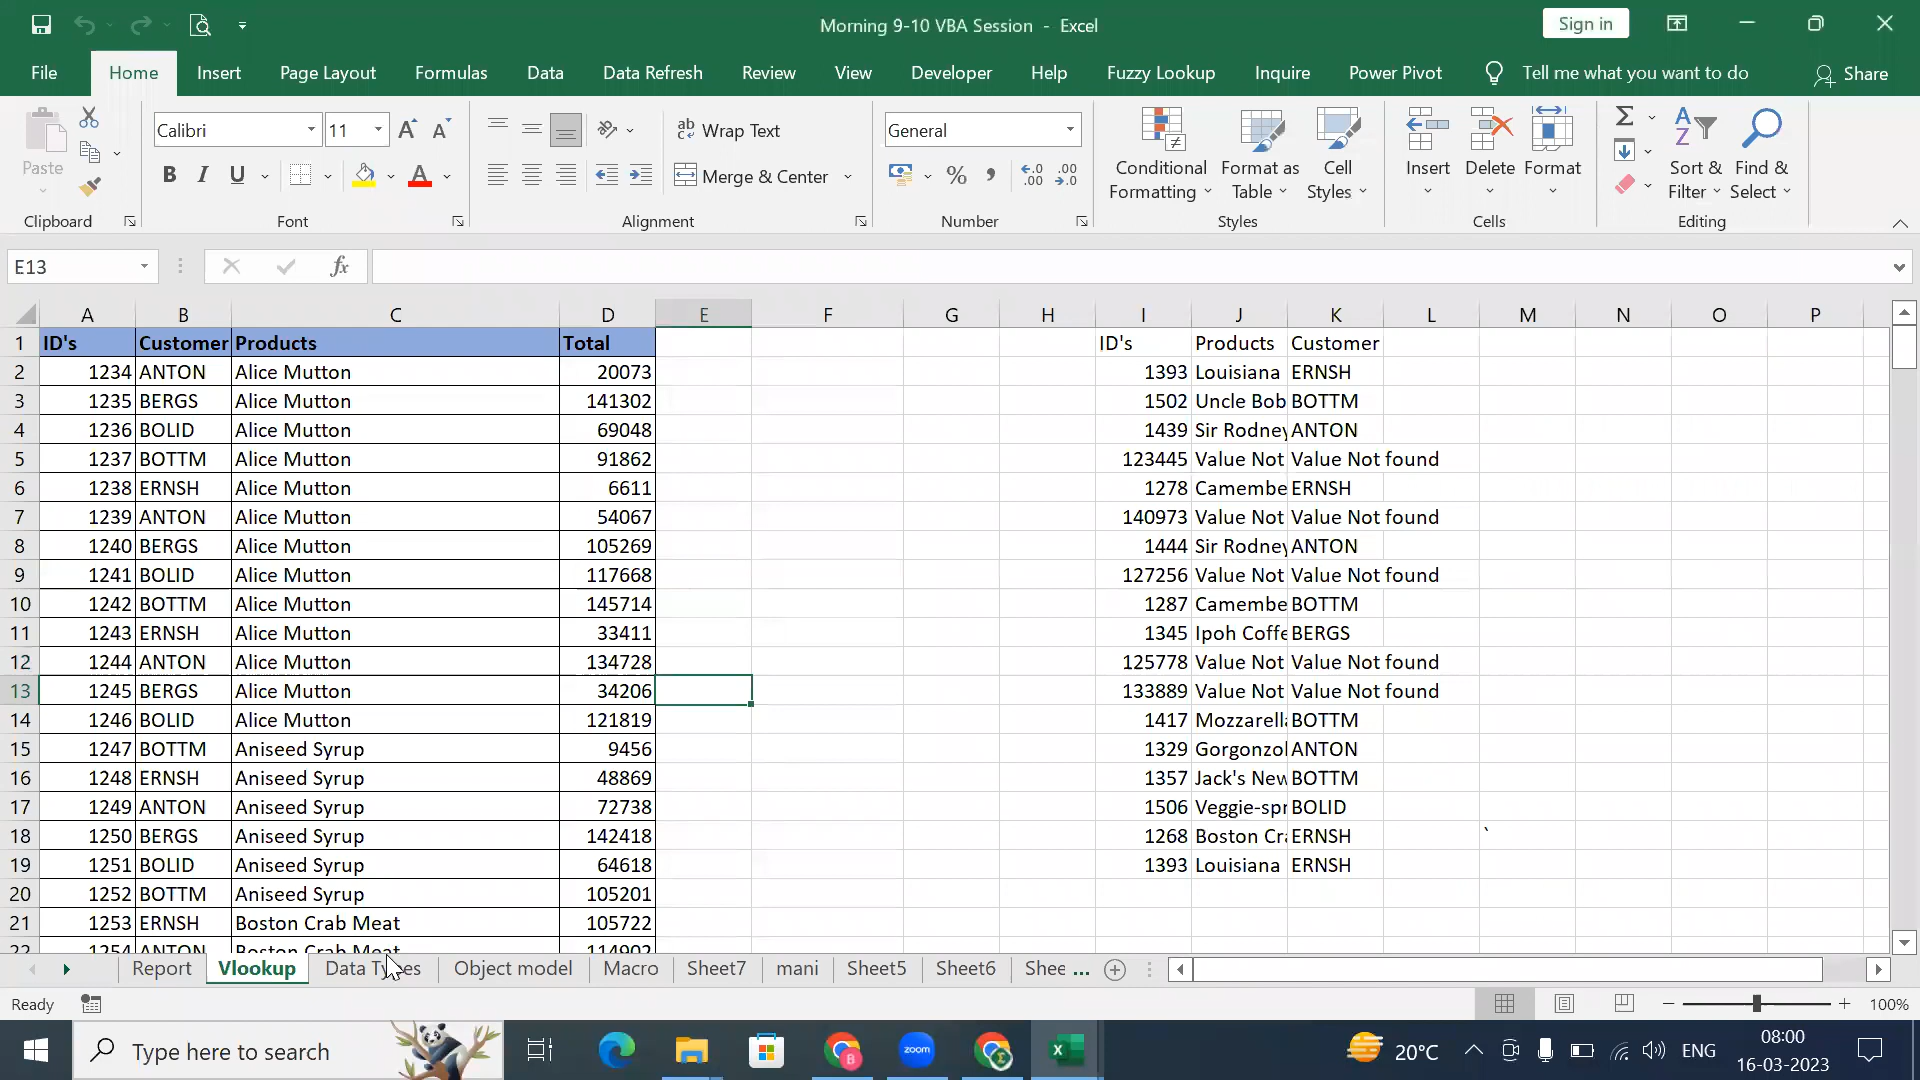 Morning 9-10 VBA Session - Excel
Sign in
File Home Insert Page Layout Formulas Data Data Refresh Review View Developer Help Fuzzy Lookup Inquire Power Pivot Tell me what you want to do Share
Paste
Clipboard
Calibri 11
B I U
Font
Wrap Text
Merge & Center
Alignment
General
Number
Conditional Formatting
Format as Table
Cell Styles
Styles
Insert
Delete
Format
Cells
Sort & Filter
Find & Select
Editing
E13 fx
A B C D E F G H I J K L M N O P
1 ID's Customer Products Total ID's Products Customer
2 1234 ANTON Alice Mutton 20073 1393 Louisiana ERNSH
3 1235 BERGS Alice Mutton 141302 1502 Uncle Bob BOTTM
4 1236 BOLID Alice Mutton 69048 1439 Sir Rodney ANTON
5 1237 BOTTM Alice Mutton 91862 123445 Value Not Value Not found
6 1238 ERNSH Alice Mutton 6611 1278 Camembe ERNSH
7 1239 ANTON Alice Mutton 54067 140973 Value Not Value Not found
8 1240 BERGS Alice Mutton 105269 1444 Sir Rodney ANTON
9 1241 BOLID Alice Mutton 117668 127256 Value Not Value Not found
10 1242 BOTTM Alice Mutton 145714 1287 Camembe BOTTM
11 1243 ERNSH Alice Mutton 33411 1345 Ipoh Coffe BERGS
12 1244 ANTON Alice Mutton 134728 125778 Value Not Value Not found
13 1245 BERGS Alice Mutton 34206 133889 Value Not Value Not found
14 1246 BOLID Alice Mutton 121819 1417 Mozzarella BOTTM
15 1247 BOTTM Aniseed Syrup 9456 1329 Gorgonzol ANTON
16 1248 ERNSH Aniseed Syrup 48869 1357 Jack's New BOTTM
17 1249 ANTON Aniseed Syrup 72738 1506 Veggie-spr BOLID
18 1250 BERGS Aniseed Syrup 142418 1268 Boston Cra ERNSH `
19 1251 BOLID Aniseed Syrup 64618 1393 Louisiana ERNSH
20 1252 BOTTM Aniseed Syrup 105201
21 1253 ERNSH Boston Crab Meat 105722
22 1254 ANTON Boston Crab Meat 114902
Report Vlookup Data Types Object model Macro Sheet7 mani Sheet5 Sheet6 Shee ...
Ready 100%
Type here to search zoom 20°C ENG 08:00
16-03-2023